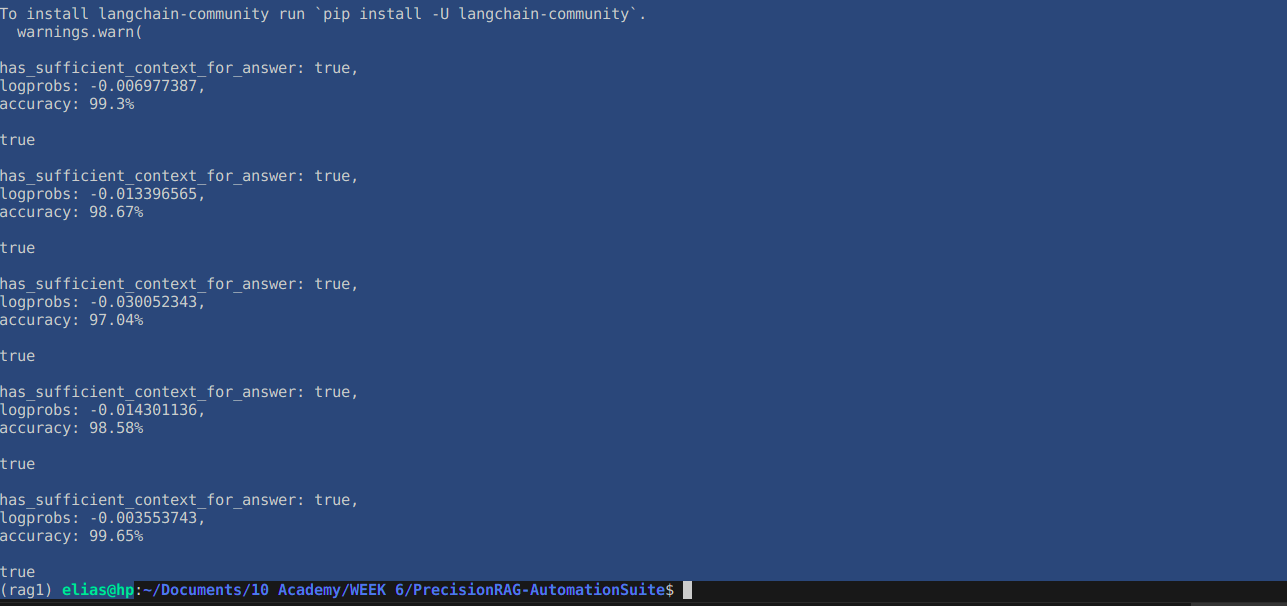 To install langchain-community run `pip install -U langchain-community`.
  warnings.warn(
has_sufficient_context_for_answer: true,
logprobs: -0.006977387,
accuracy: 99.3%
true
has_sufficient_context_for_answer: true,
logprobs: -0.013396565,
accuracy: 98.67%
true
has_sufficient_context_for_answer: true,
logprobs: -0.030052343,
accuracy: 97.04%
true
has_sufficient_context_for_answer: true,
logprobs: -0.014301136,
accuracy: 98.58%
true
has_sufficient_context_for_answer: true,
logprobs: -0.003553743,
accuracy: 99.65%
true
(rag1) elias@hp:~/Documents/10 Academy/WEEK 6/PrecisionRAG-AutomationSuite$